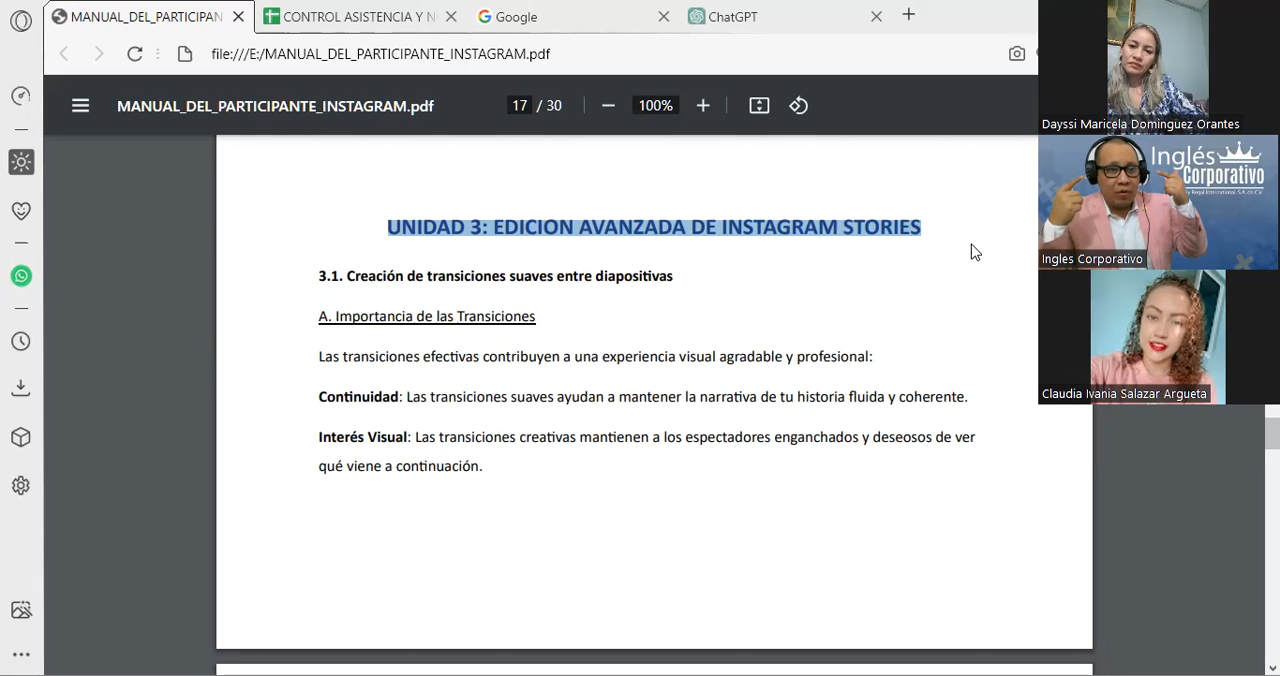 MANUAL_DEL_PARTICIPAN
CONTROL ASISTENCIA Y N
Google
ChatGPT
file:///E:/MANUAL_DEL_PARTICIPANTE_INSTAGRAM.pdf
MANUAL_DEL_PARTICIPANTE_INSTAGRAM.pdf
17 / 30
100%
UNIDAD 3: EDICION AVANZADA DE INSTAGRAM STORIES
3.1. Creación de transiciones suaves entre diapositivas
A. Importancia de las Transiciones
Las transiciones efectivas contribuyen a una experiencia visual agradable y profesional:
Continuidad: Las transiciones suaves ayudan a mantener la narrativa de tu historia fluida y coherente.
Interés Visual: Las transiciones creativas mantienen a los espectadores enganchados y deseosos de ver
qué viene a continuación.
Dayssi Maricela Dominguez Orantes
Inglés
Corporativo
Regal International, S.A. de C.V.
Ingles Corporativo
Claudia Ivania Salazar Argueta